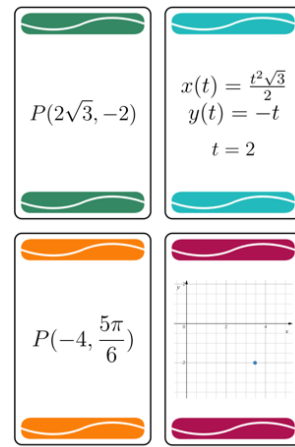 P(2√3, −2)
x(t) = t²√3/2
y(t) = −t
t = 2
P(−4, 5π/6)